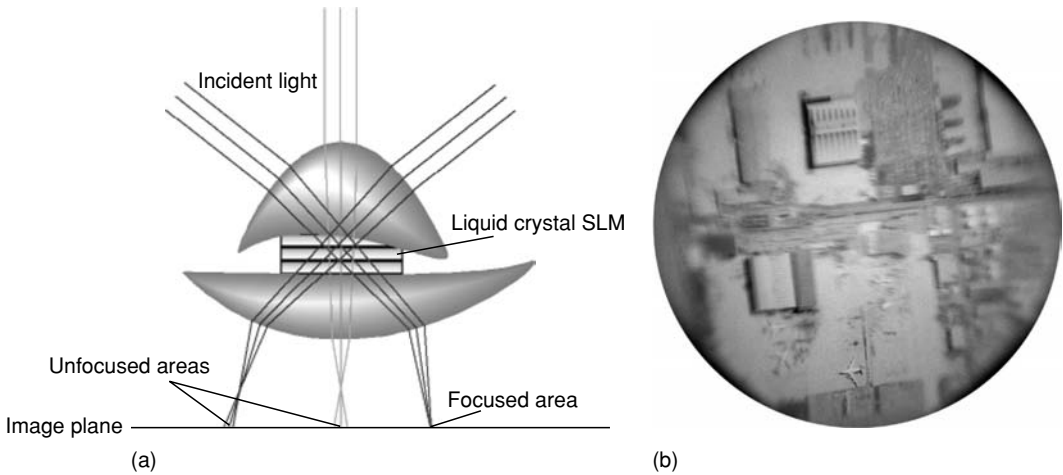 Incident light
Liquid crystal SLM
Unfocused areas
Focused area
Image plane
(a)
(b)